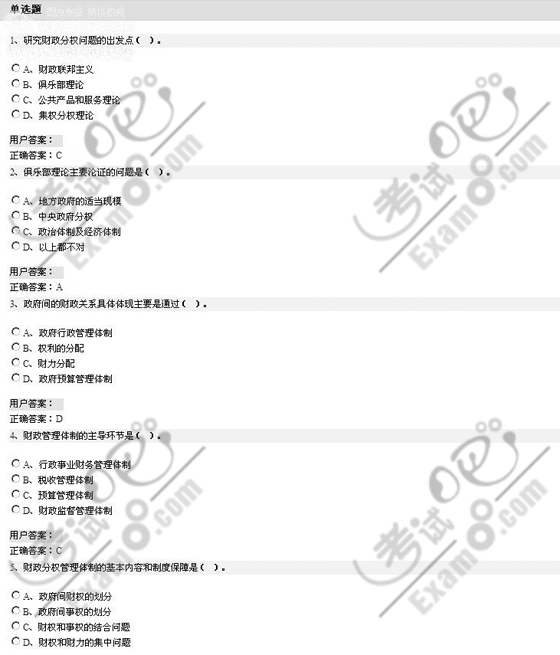 单选题
1、研究财政分权问题的出发点（ ）。
A、财政联邦主义
B、俱乐部理论
C、公共产品和服务理论
D、集权分权理论
用户答案：
正确答案：C
2、俱乐部理论主要论证的问题是（ ）。
A、地方政府的适当规模
B、中央政府分权
C、政治体制及经济体制
D、以上都不对
用户答案：
正确答案：A
3、政府间的财政关系具体体现主要是通过（ ）。
A、政府行政管理体制
B、权利的分配
C、财力分配
D、政府预算管理体制
用户答案：
正确答案：D
4、财政管理体制的主导环节是（ ）。
A、行政事业财务管理体制
B、税收管理体制
C、预算管理体制
D、财政监督管理体制
用户答案：
正确答案：C
5、财政分权管理体制的基本内容和制度保障是（ ）。
A、政府间财权的划分
B、政府间事权的划分
C、财权和事权的结合问题
D、财权和财力的集中问题
考试
Exam8.com
考试
Exam8.com
考试
Exam8.com
考试
Exam8.com